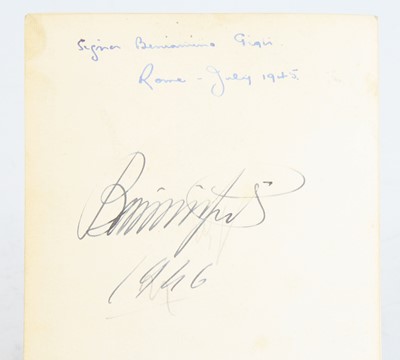 Signor Beniamino Gigli.
Rome - July 1945
1946